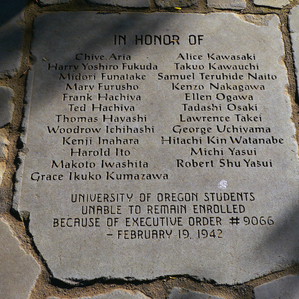 IN HONOR OF
Chive. Aria
Harry Yoshiro Fukuda
Midori Funatake
Mary Furusho
Frank Hachiya
Ted Hachiya
Thomas Hayashi
Woodrow Ichihashi
Kenji Inahara
Harold Ito
Makoto Iwashita
Grace Ikuko Kumazawa
Alice Kawasaki
Takuo Kawauchi
Samuel Teruhide Naito
Kenzo Nakagawa
Ellen Ogawa
Tadashi Osaki
Lawrence Takei
George Uchiyama
Hitachi Kin Watanabe
Michi Yasui
Robert Shu Yasui
UNIVERSITY OF OREGON STUDENTS
UNABLE TO REMAIN ENROLLED
BECAUSE OF EXECUTIVE ORDER #9066
- FEBRUARY 19, 1942